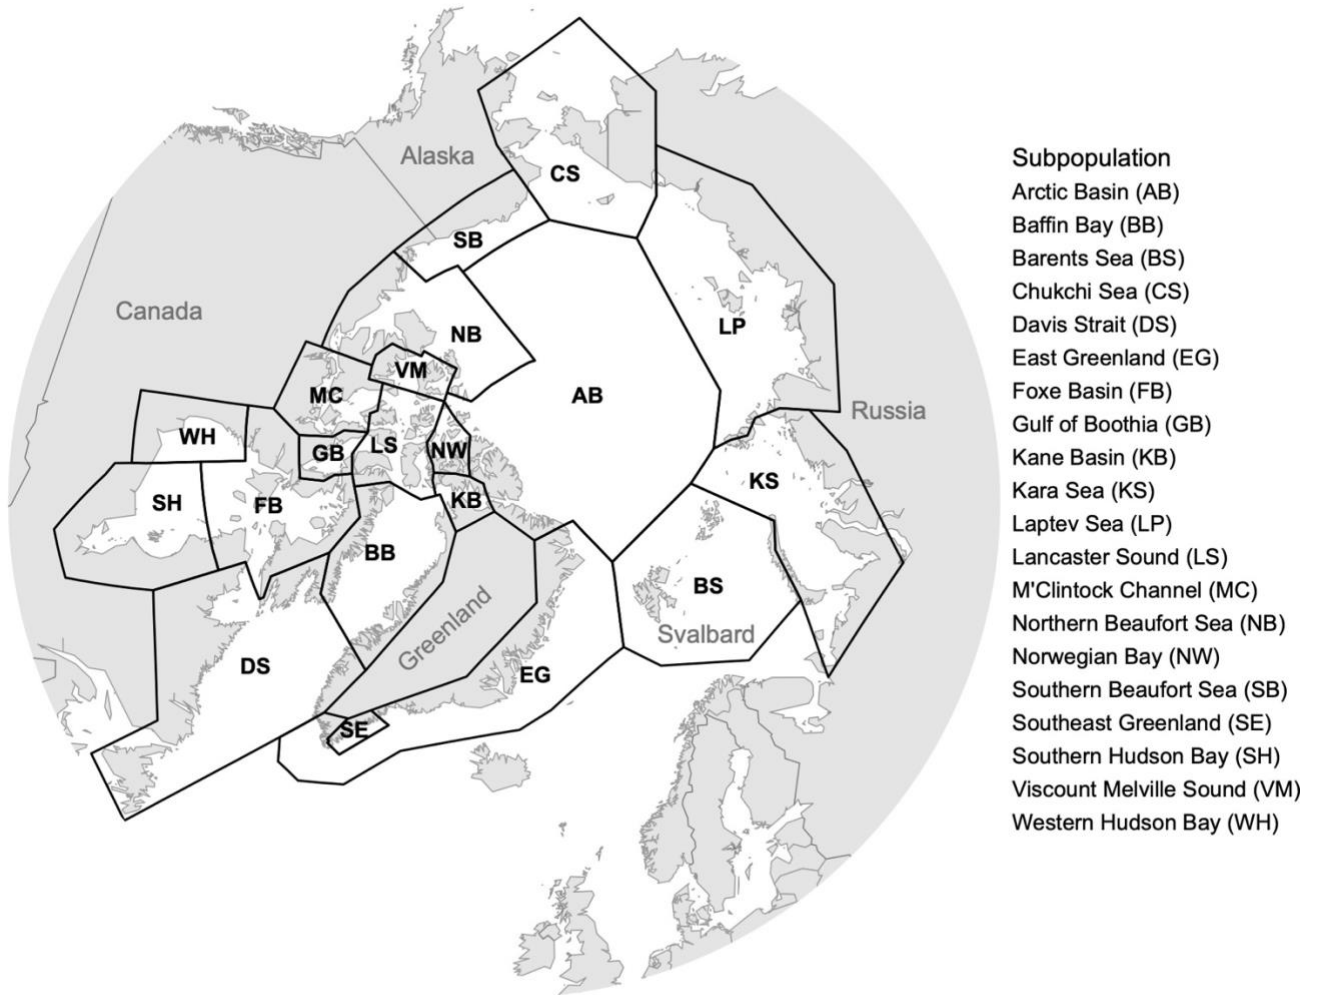 Alaska
CS
SB
Canada
LP
NB
VM
MC
AB
Russia
WH
GB
LS
NW
KS
SH
FB
KB
BB
BS
Greenland
Svalbard
DS
EG
SE
Subpopulation
Arctic Basin (AB)
Baffin Bay (BB)
Barents Sea (BS)
Chukchi Sea (CS)
Davis Strait (DS)
East Greenland (EG)
Foxe Basin (FB)
Gulf of Boothia (GB)
Kane Basin (KB)
Kara Sea (KS)
Laptev Sea (LP)
Lancaster Sound (LS)
M'Clintock Channel (MC)
Northern Beaufort Sea (NB)
Norwegian Bay (NW)
Southern Beaufort Sea (SB)
Southeast Greenland (SE)
Southern Hudson Bay (SH)
Viscount Melville Sound (VM)
Western Hudson Bay (WH)